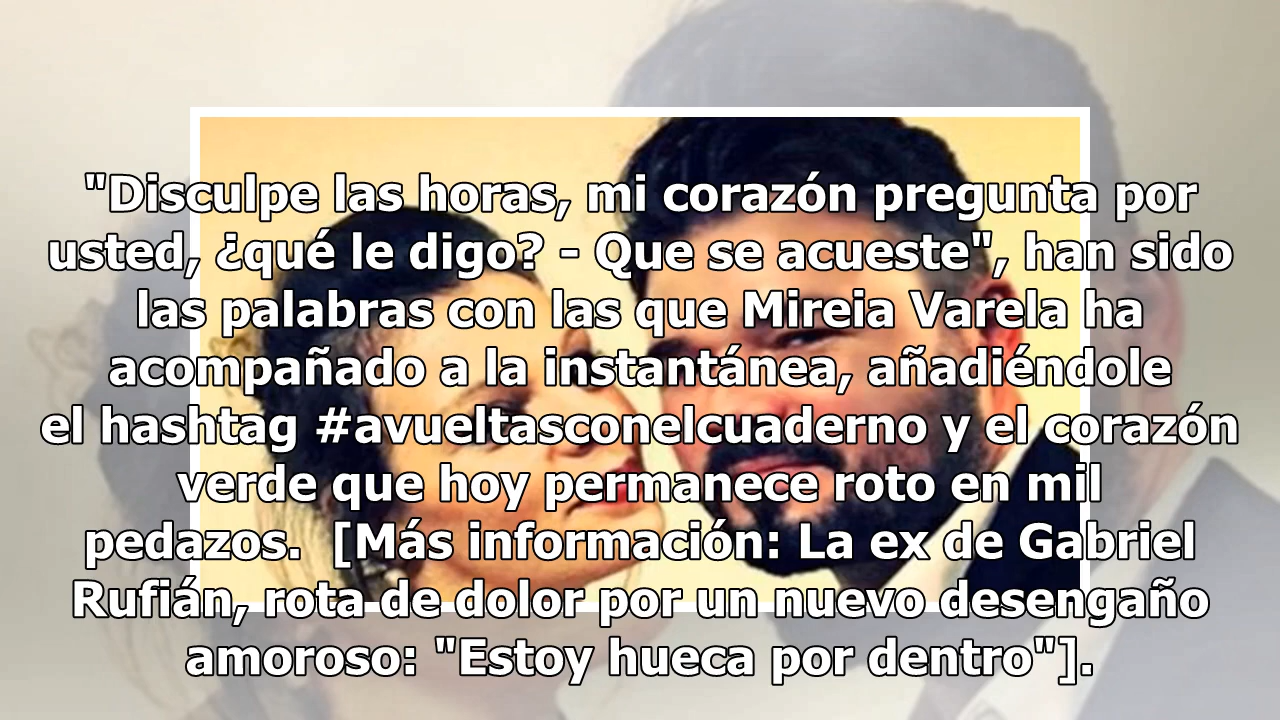 "Disculpe las horas, mi corazón pregunta por
usted, ¿qué le digo? - Que se acueste", han sido
las palabras con las que Mireia Varela ha
acompañado a la instantánea, añadiéndole
el hashtag #avueltasconelcuaderno y el corazón
verde que hoy permanece roto en mil
pedazos.  [Más información: La ex de Gabriel
Rufián, rota de dolor por un nuevo desengaño
amoroso: "Estoy hueca por dentro"].